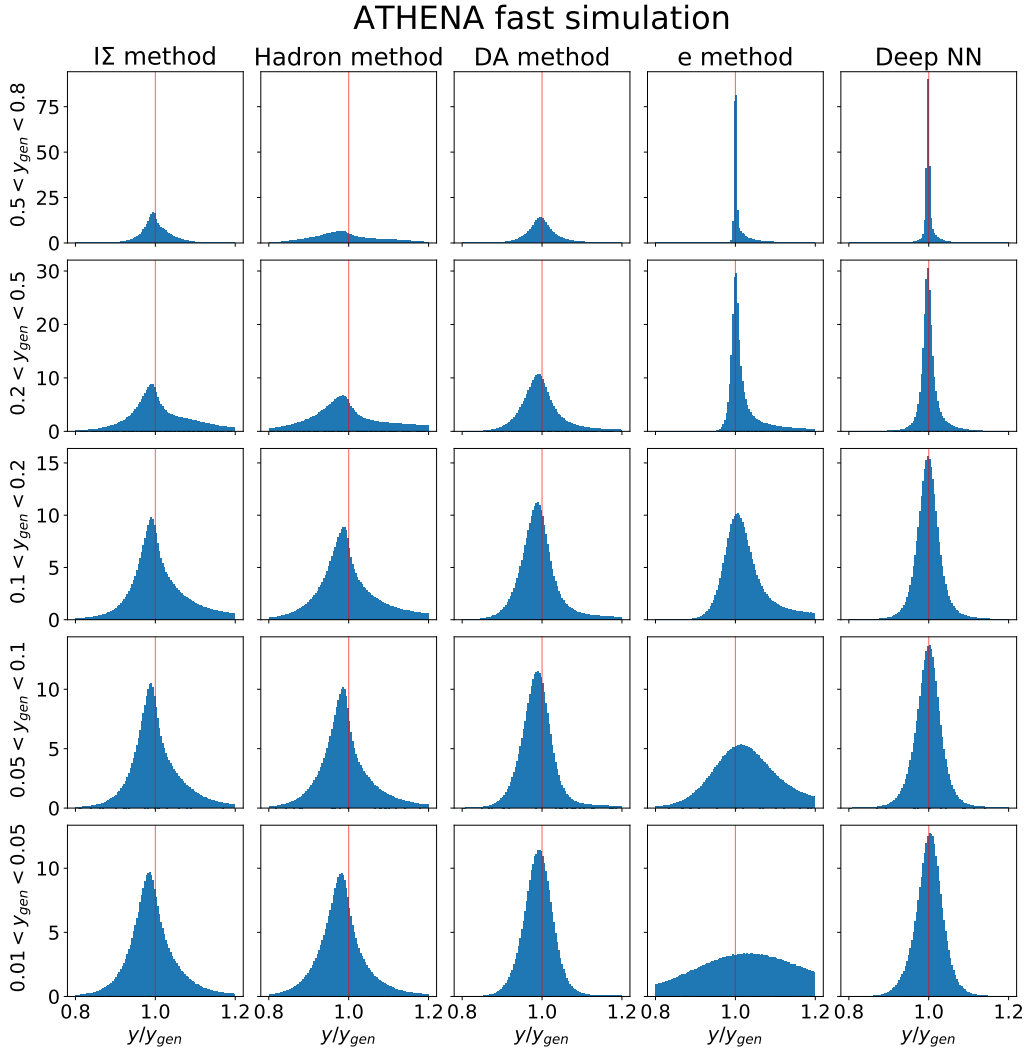 ATHENA fast simulation
IΣ method Hadron method DA method e method Deep NN
0.5 < y_gen < 0.8
75
50
25
0
0.2 < y_gen < 0.5
30
20
10
0
0.1 < y_gen < 0.2
15
10
5
0
0.05 < y_gen < 0.1
10
5
0
0.01 < y_gen < 0.05
10
5
0
0.8 1.0 1.2 0.8 1.0 1.2 0.8 1.0 1.2 0.8 1.0 1.2 0.8 1.0 1.2
y/y_gen y/y_gen y/y_gen y/y_gen y/y_gen